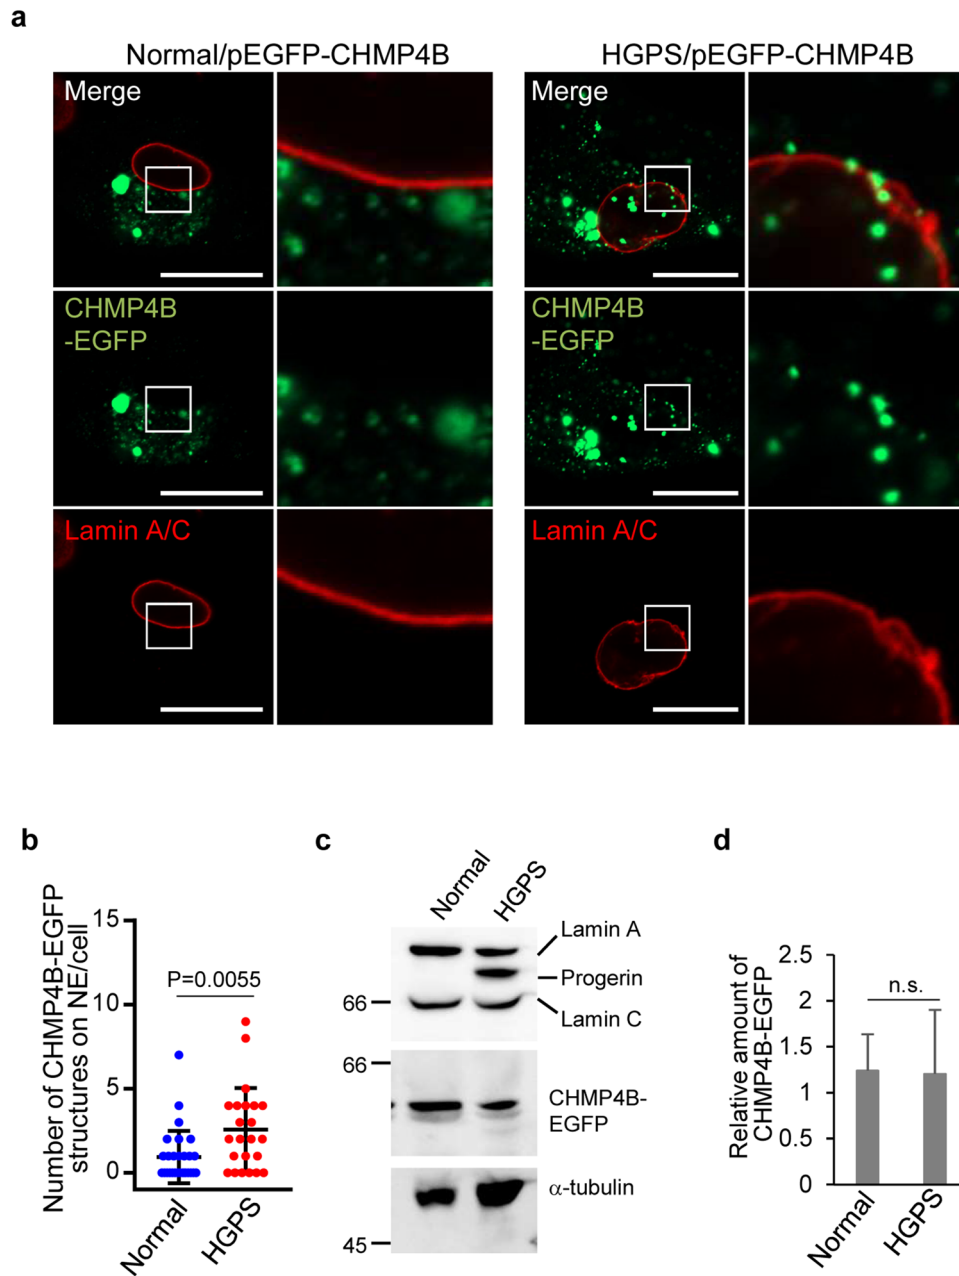 a
Normal/pEGFP-CHMP4B
HGPS/pEGFP-CHMP4B
Merge
Merge
CHMP4B
-EGFP
CHMP4B
-EGFP
Lamin A/C
Lamin A/C
b
Number of CHMP4B-EGFP
structures on NE/cell
15
10
5
0
P=0.0055
Normal
HGPS
c
Normal
HGPS
Lamin A
Progerin
66
Lamin C
66
CHMP4B-
EGFP
α-tubulin
45
d
Relative amount of
CHMP4B-EGFP
2.5
2
1.5
1
0.5
0
n.s.
Normal
HGPS